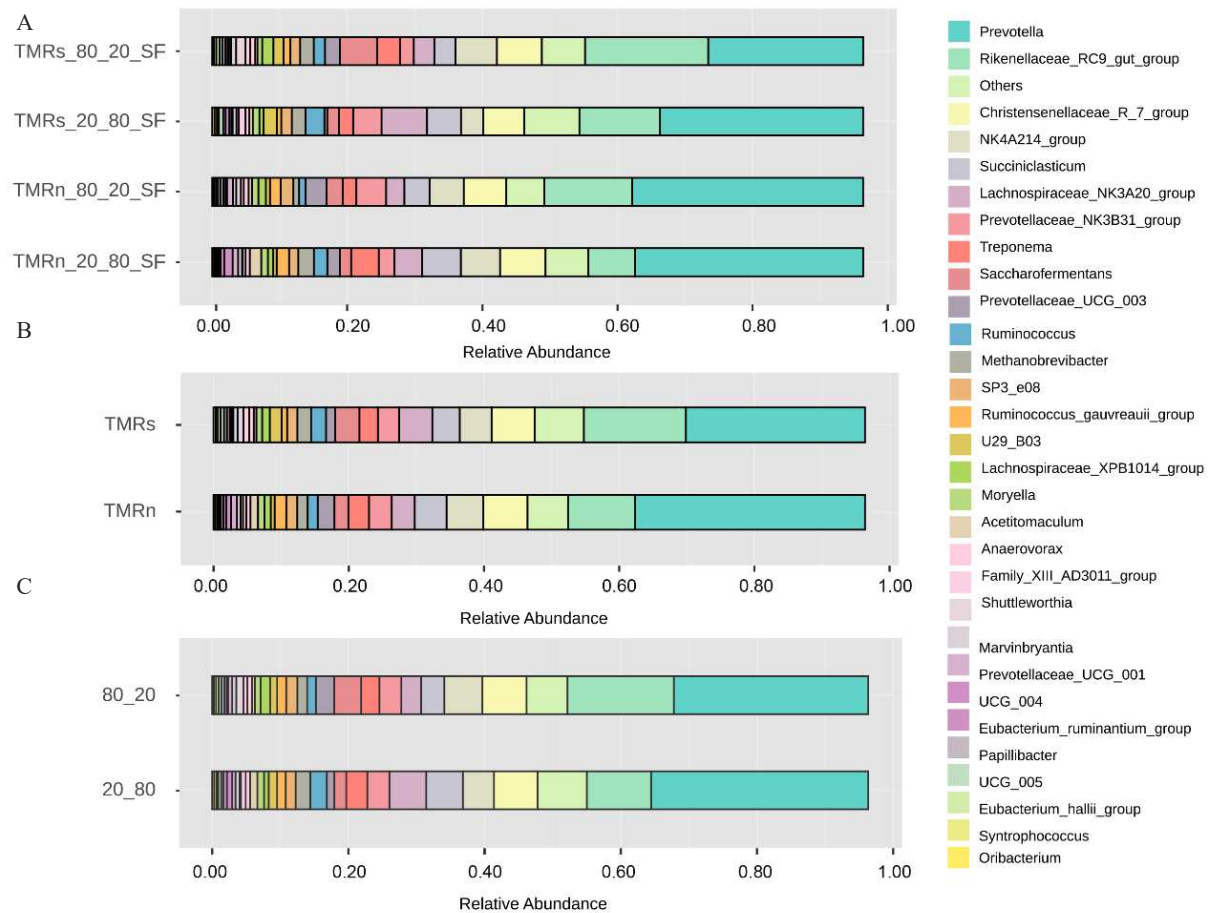 A
TMRs_80_20_SF
TMRs_20_80_SF
TMRn_80_20_SF
TMRn_20_80_SF
0.00 0.20 0.40 0.60 0.80 1.00
Relative Abundance
B
TMRs
TMRn
0.00 0.20 0.40 0.60 0.80 1.00
Relative Abundance
C
80_20
20_80
0.00 0.20 0.40 0.60 0.80 1.00
Relative Abundance
Prevotella
Rikenellaceae_RC9_gut_group
Others
Christensenellaceae_R_7_group
NK4A214_group
Succiniclasticum
Lachnospiraceae_NK3A20_group
Prevotellaceae_NK3B31_group
Treponema
Saccharofermentans
Prevotellaceae_UCG_003
Ruminococcus
Methanobrevibacter
SP3_e08
Ruminococcus_gauvreauii_group
U29_B03
Lachnospiraceae_XPB1014_group
Moryella
Acetitomaculum
Anaerovorax
Family_XIII_AD3011_group
Shuttleworthia
Marvinbryantia
Prevotellaceae_UCG_001
UCG_004
Eubacterium_ruminantium_group
Papillibacter
UCG_005
Eubacterium_hallii_group
Syntrophococcus
Oribacterium